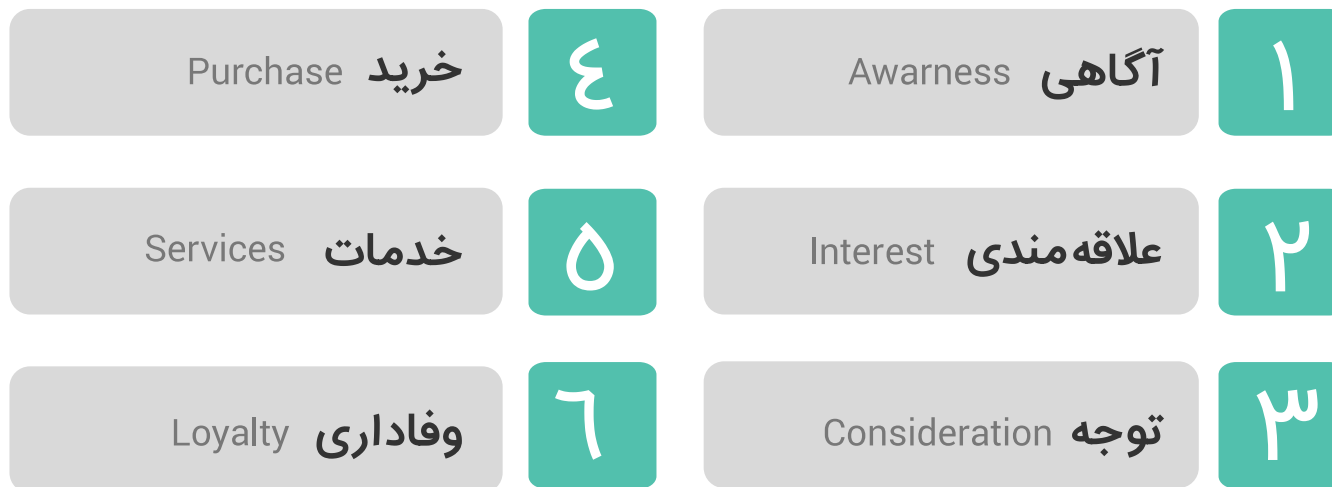 ١ آگاهی Awarness
٢ علاقه‌مندی Interest
٣ توجه Consideration
٤ خرید Purchase
٥ خدمات Services
٦ وفاداری Loyalty